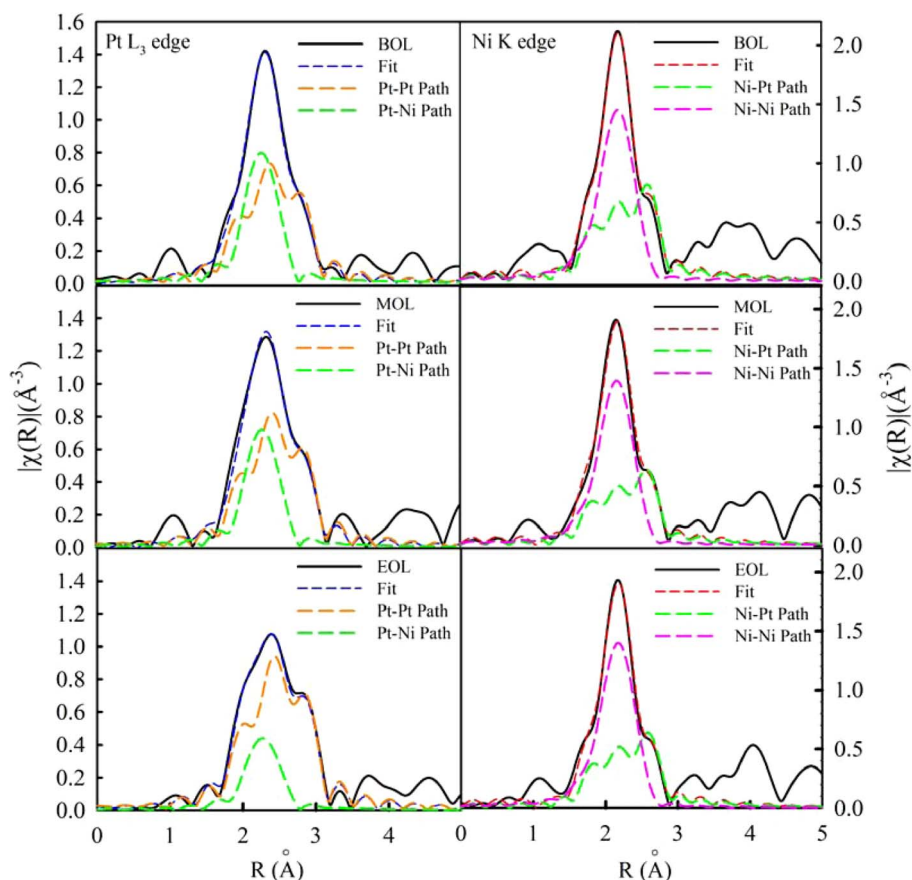 Pt L3 edge
BOL
Fit
Pt-Pt Path
Pt-Ni Path
1.6
1.4
1.2
1.0
0.8
0.6
0.4
0.2
0.0
Ni K edge
BOL
Fit
Ni-Pt Path
Ni-Ni Path
2.0
1.5
1.0
0.5
0.0
MOL
Fit
Pt-Pt Path
Pt-Ni Path
1.4
1.2
1.0
0.8
0.6
0.4
0.2
0.0
|χ(R)|(Å-3)
MOL
Fit
Ni-Pt Path
Ni-Ni Path
2.0
1.5
1.0
0.5
0.0
|χ(R)|(Å-3)
EOL
Fit
Pt-Pt Path
Pt-Ni Path
1.4
1.2
1.0
0.8
0.6
0.4
0.2
0.0
EOL
Fit
Ni-Pt Path
Ni-Ni Path
2.0
1.5
1.0
0.5
0.0
0 1 2 3 4 0 1 2 3 4 5
R (Å) R (Å)